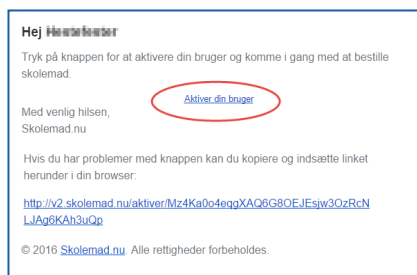 Hej
Tryk på knappen for at aktivere din bruger og komme i gang med at bestille
skolemad.
Aktiver din bruger
Med venlig hilsen,
Skolemad.nu
Hvis du har problemer med knappen kan du kopiere og indsætte linket
herunder i din browser:
http://v2.skolemad.nu/aktiver/Mz4Ka0o4eqgXAQ6G8OEJEsjw3OzRcN
LJAg6KAh3uQp
© 2016 Skolemad.nu. Alle rettigheder forbeholdes.